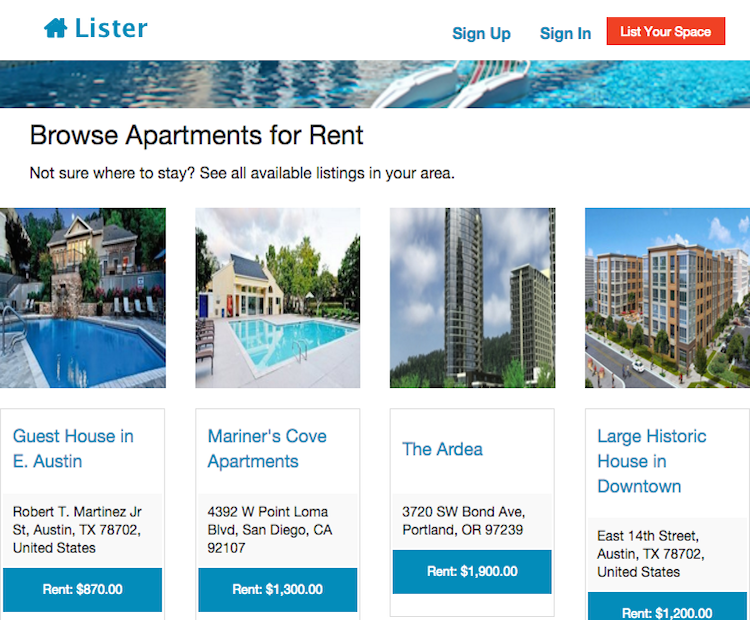 Lister
Sign Up
Sign In
List Your Space
Browse Apartments for Rent
Not sure where to stay? See all available listings in your area.
Guest House in
E. Austin
Robert T. Martinez Jr
St, Austin, TX 78702,
United States
Rent: $870.00
Mariner's Cove
Apartments
4392 W Point Loma
Blvd, San Diego, CA
92107
Rent: $1,300.00
The Ardea
3720 SW Bond Ave,
Portland, OR 97239
Rent: $1,900.00
Large Historic
House in
Downtown
East 14th Street,
Austin, TX 78702,
United States
Rent: $1,200.00